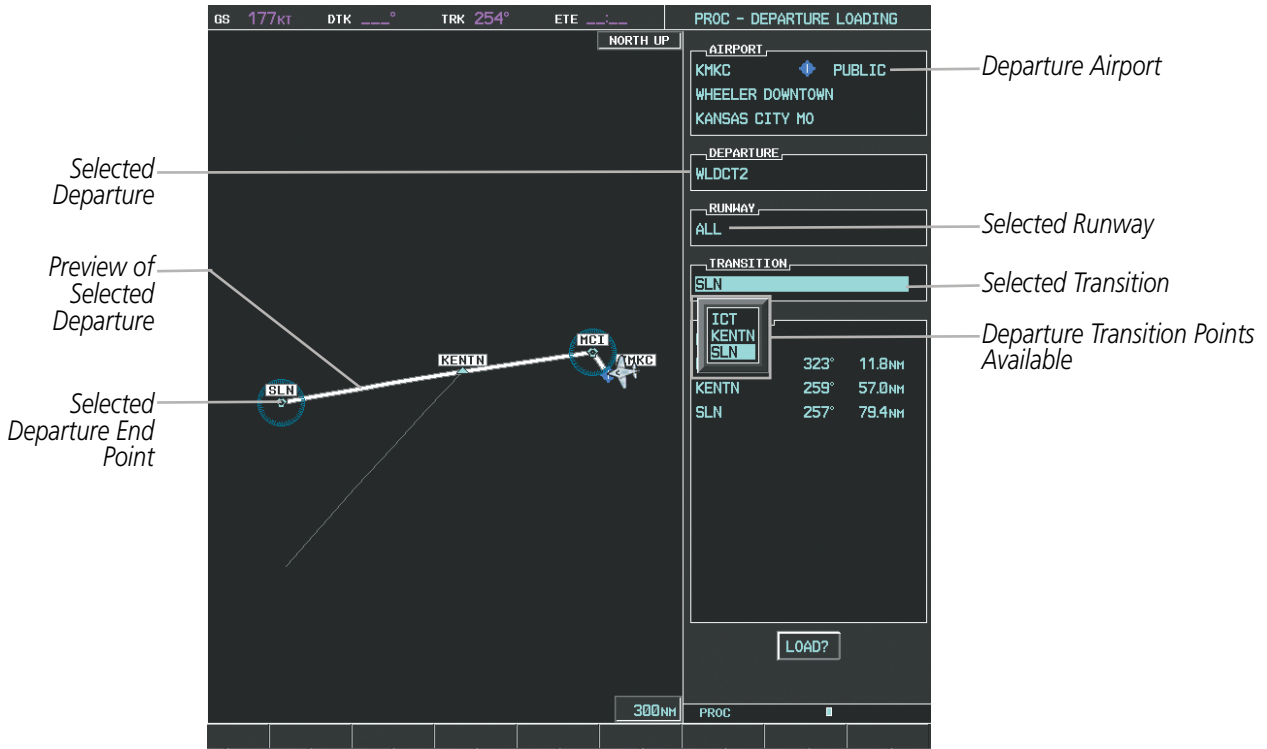 GS 177KT DTK ___° TRK 254° ETE __:__ PROC – DEPARTURE LOADING
NORTH UP
AIRPORT
KMKC PUBLIC
WHEELER DOWNTOWN
KANSAS CITY MO
Departure Airport
DEPARTURE
WLDCT2
Selected
Departure
RUNWAY
ALL
Selected Runway
Preview of
Selected
Departure
TRANSITION
SLN
Selected Transition
ICT
KENTN
SLN
Departure Transition Points
Available
323° 11.8NM
KENTN 259° 57.0NM
SLN 257° 79.4NM
MCI
KENTN
SLN
Selected
Departure End
Point
LOAD?
300NM
PROC